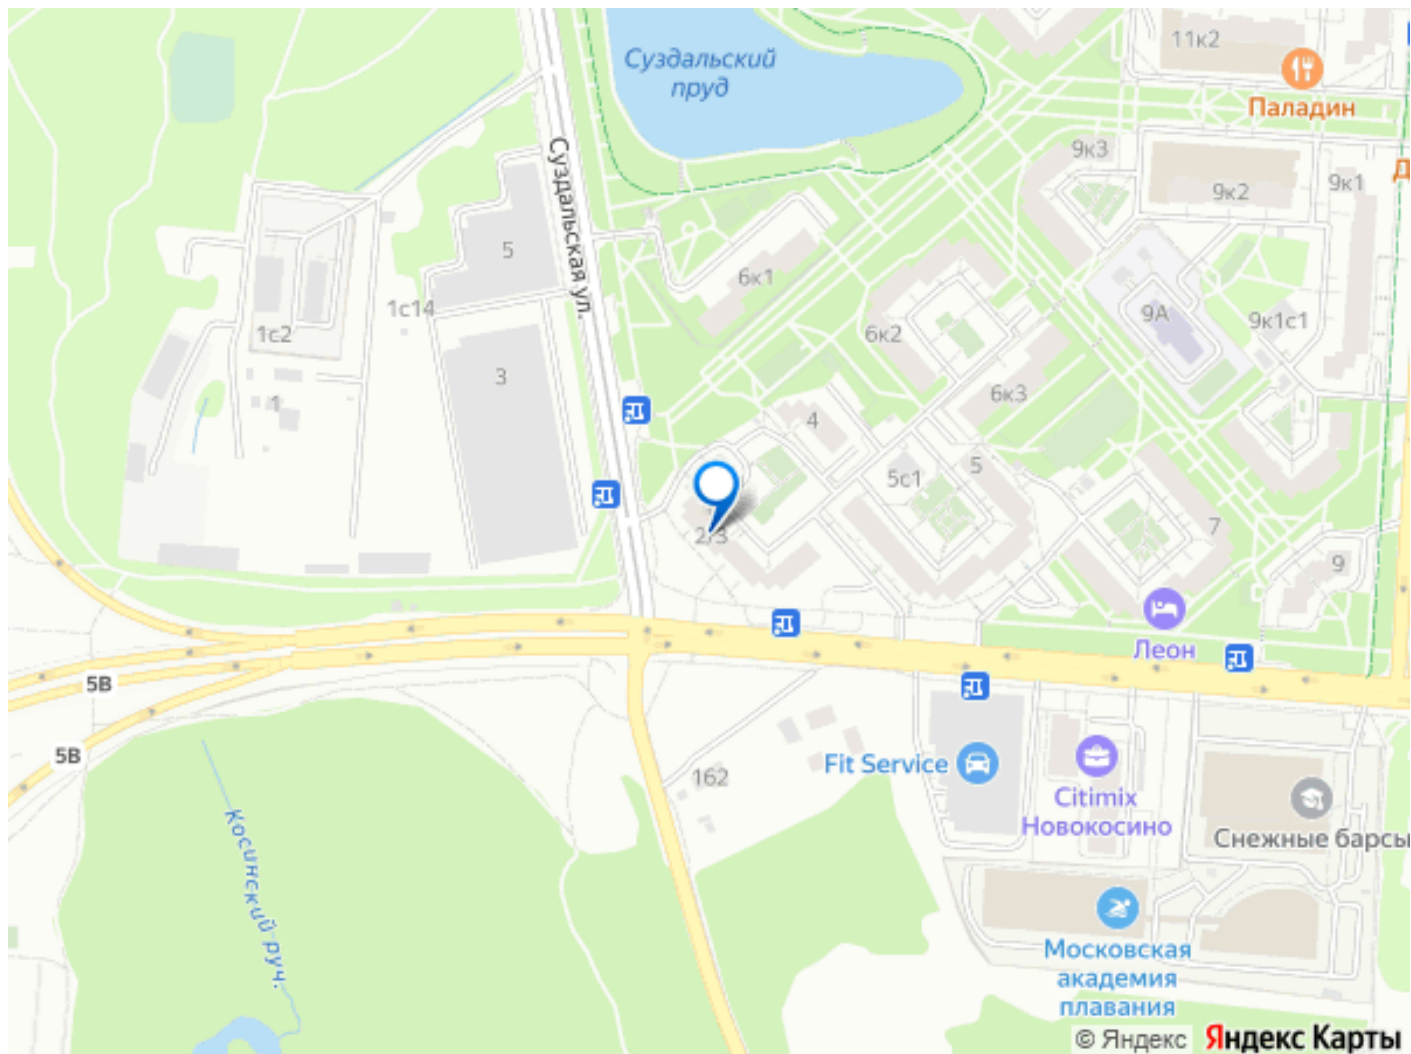 11к2
Паладин
Суздальский
пруд
9к3
9к2
9к1
Д
Суздальская ул.
5
6к1
1с14
1с2
9А
9к1с1
6к2
3
6к3
1
4
5с1
5
2/3
7
9
Леон
5В
5В
162
Fit Service
Citimix
Новокосино
Снежные барсы
Косинский руч.
Московская
академия
плавания
© Яндекс
Яндекс Карты